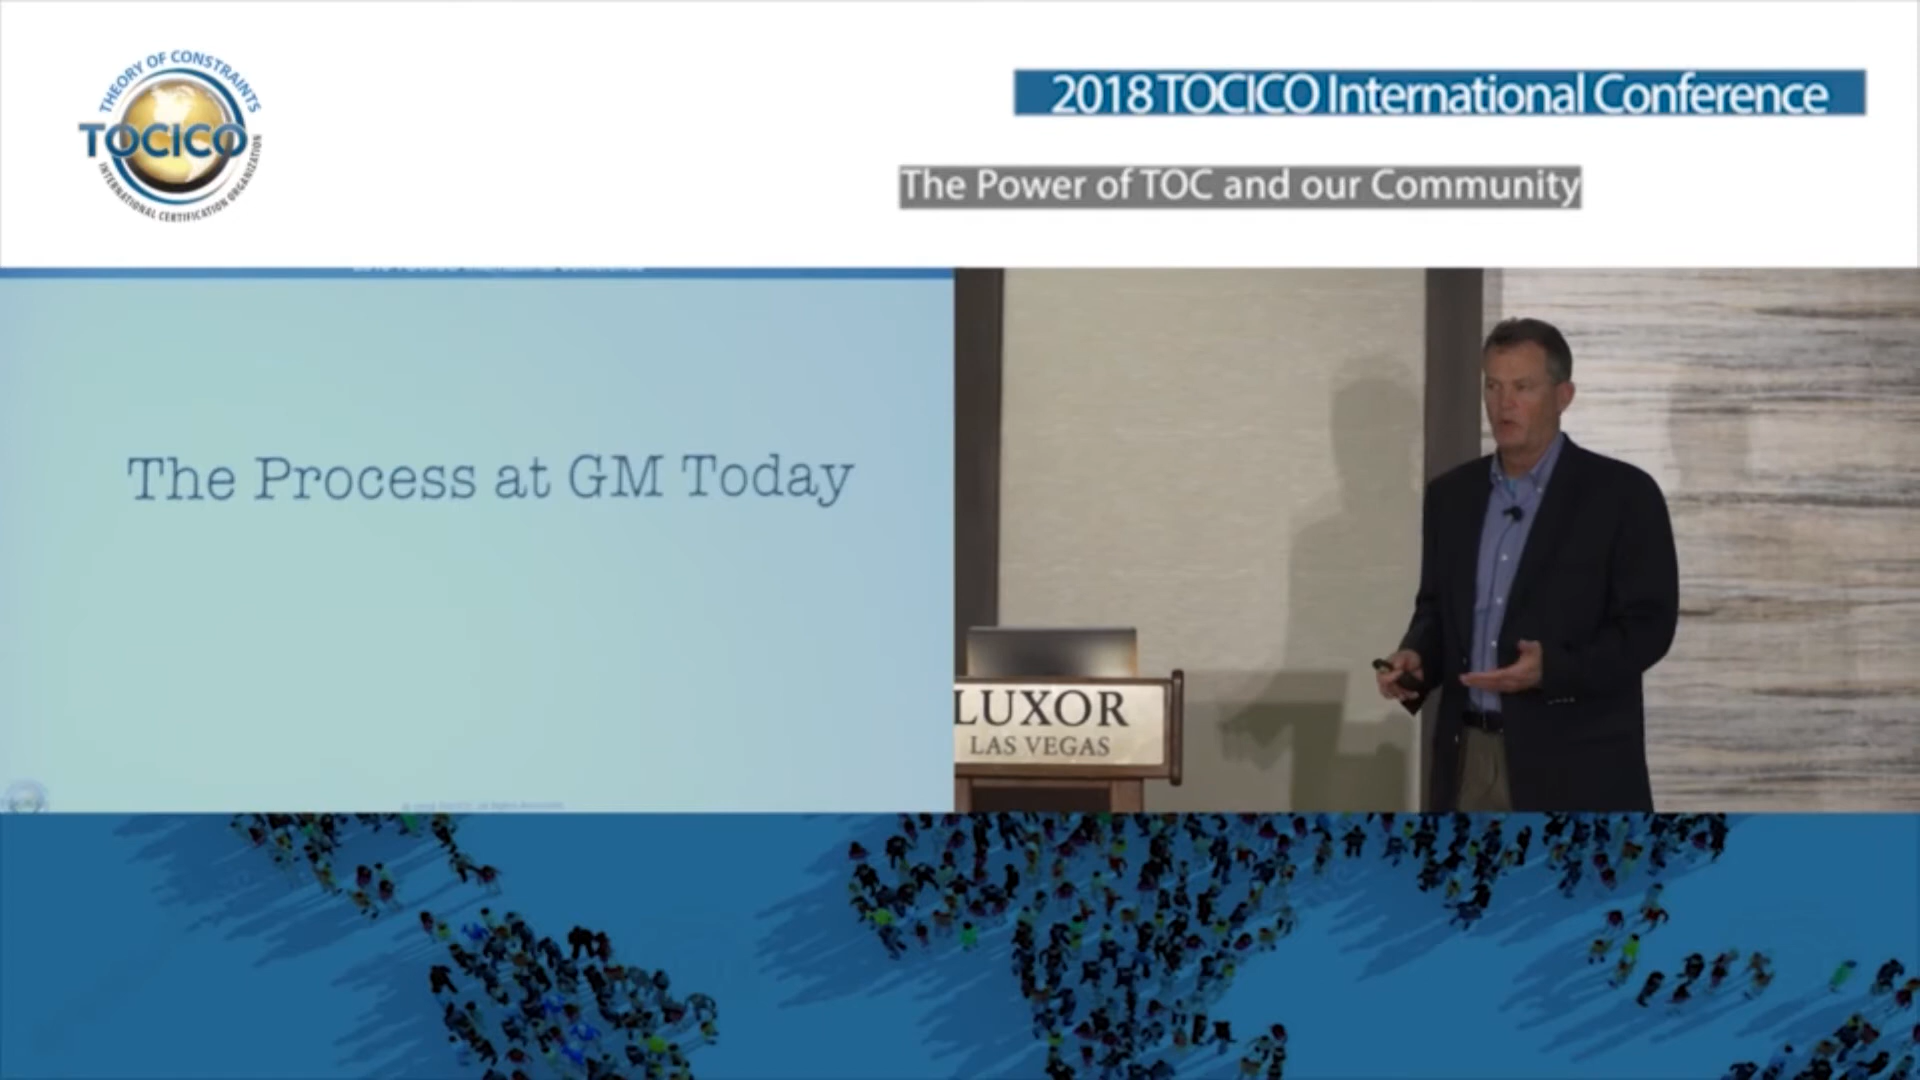 THEORY OF CONSTRAINTS
TOCICO
INTERNATIONAL CERTIFICATION ORGANIZATION
2018 TOCICO International Conference
The Power of TOC and our Community
The Process at GM Today
LUXOR
LAS VEGAS